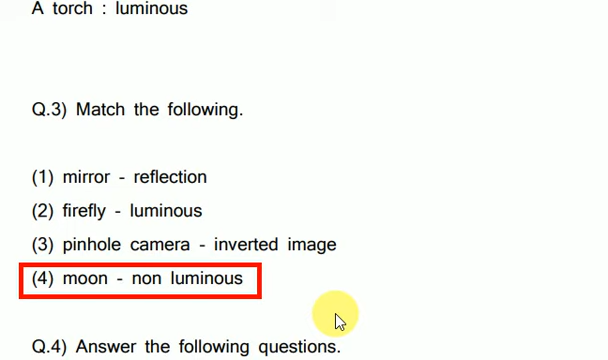 A torch : luminous
Q.3) Match the following.
(1) mirror - reflection
(2) firefly - luminous
(3) pinhole camera - inverted image
(4) moon - non luminous
Q.4) Answer the following questions.